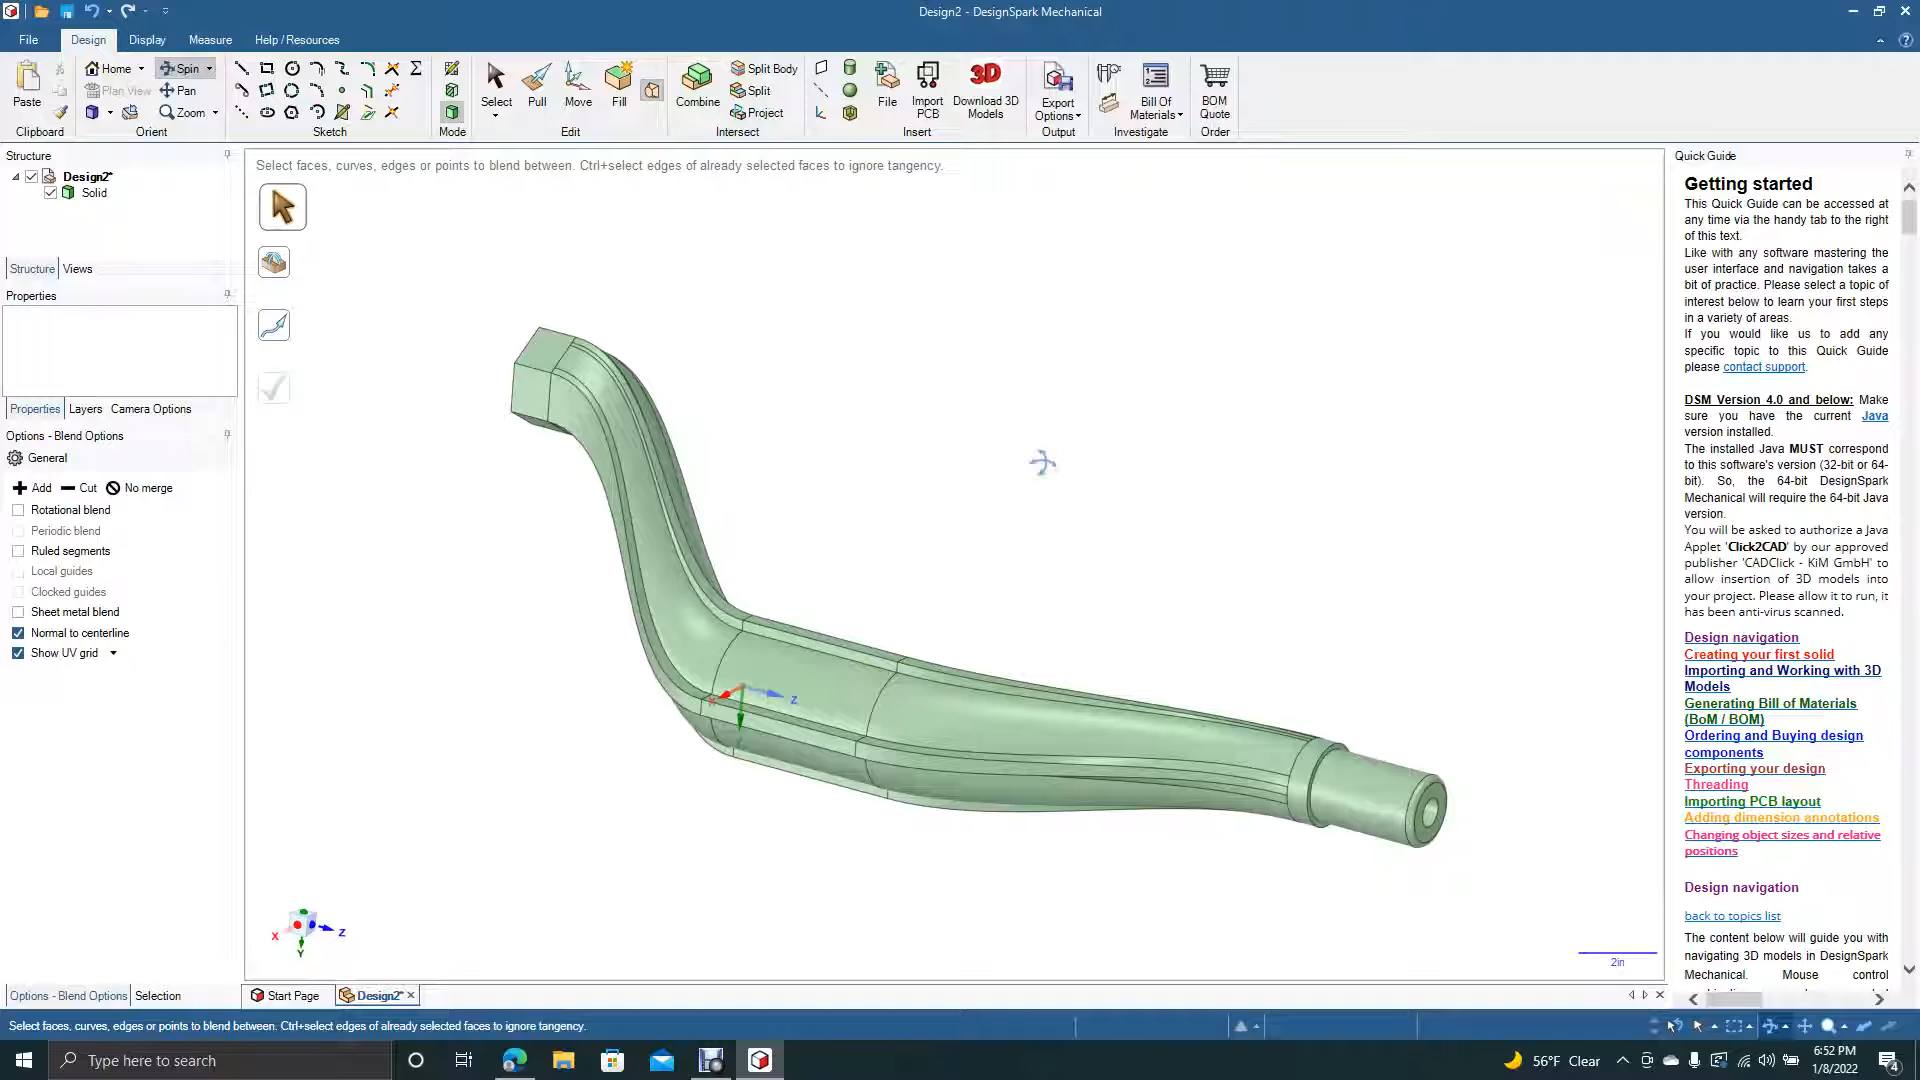 Design2 - DesignSpark Mechanical
File
Design
Display
Measure
Help / Resources
Paste
Clipboard
Home
Spin
Plan View
Pan
Zoom
Orient
Sketch
Mode
Select
Pull
Move
Fill
Edit
Combine
Split Body
Split
Project
Intersect
File
Import
PCB
3D
Download 3D
Models
Insert
Export
Options
Output
Bill Of
Materials
Investigate
BOM
Quote
Order
Structure
Design2*
Solid
Structure
Views
Properties
Properties
Layers
Camera Options
Options - Blend Options
General
Add
Cut
No merge
Rotational blend
Periodic blend
Ruled segments
Local guides
Clocked guides
Sheet metal blend
Normal to centerline
Show UV grid
Options - Blend Options
Selection
Select faces, curves, edges or points to blend between. Ctrl+select edges of already selected faces to ignore tangency.
X
Z
X
Y
Z
2in
Start Page
Design2*
Quick Guide
Getting started
This Quick Guide can be accessed at
any time via the handy tab to the right
of this text.
Like with any software mastering the
user interface and navigation takes a
bit of practice. Please select a topic of
interest below to learn your first steps
in a variety of areas.
If you would like us to add any
specific topic to this Quick Guide
please contact support.
DSM Version 4.0 and below: Make
sure you have the current Java
version installed.
The installed Java MUST correspond
to this software's version (32-bit or 64-
bit). So, the 64-bit DesignSpark
Mechanical will require the 64-bit Java
version.
You will be asked to authorize a Java
Applet 'Click2CAD' by our approved
publisher 'CADClick - KiM GmbH' to
allow insertion of 3D models into
your project. Please allow it to run, it
has been anti-virus scanned.
Design navigation
Creating your first solid
Importing and Working with 3D
Models
Generating Bill of Materials
(BoM / BOM)
Ordering and Buying design
components
Exporting your design
Threading
Importing PCB layout
Adding dimension annotations
Changing object sizes and relative
positions
Design navigation
back to topics list
The content below will guide you with
navigating 3D models in DesignSpark
Mechanical. Mouse control
Select faces, curves, edges or points to blend between. Ctrl+select edges of already selected faces to ignore tangency.
Type here to search
56°F Clear
6:52 PM
1/8/2022
4